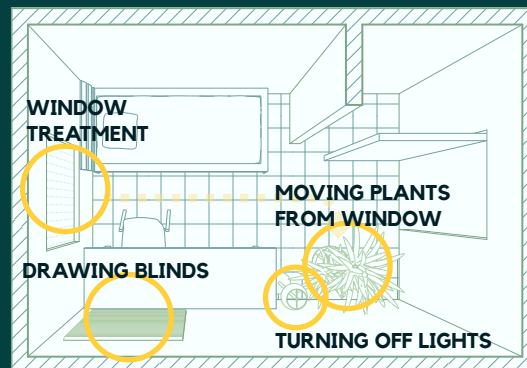 WINDOW
TREATMENT
MOVING PLANTS
FROM WINDOW
DRAWING BLINDS
TURNING OFF LIGHTS